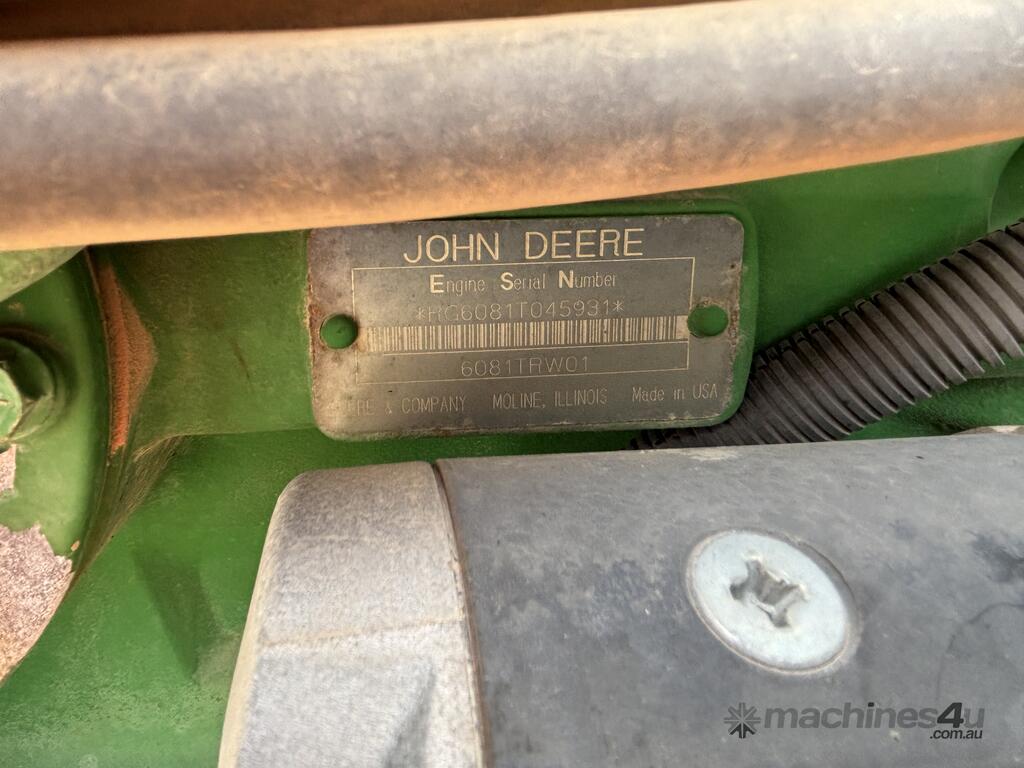 JOHN DEERE
Engine Serial Number
*RG6081T045931*
6081TRW01
& COMPANY MOLINE, ILLINOIS Made in USA
machines4u
.com.au